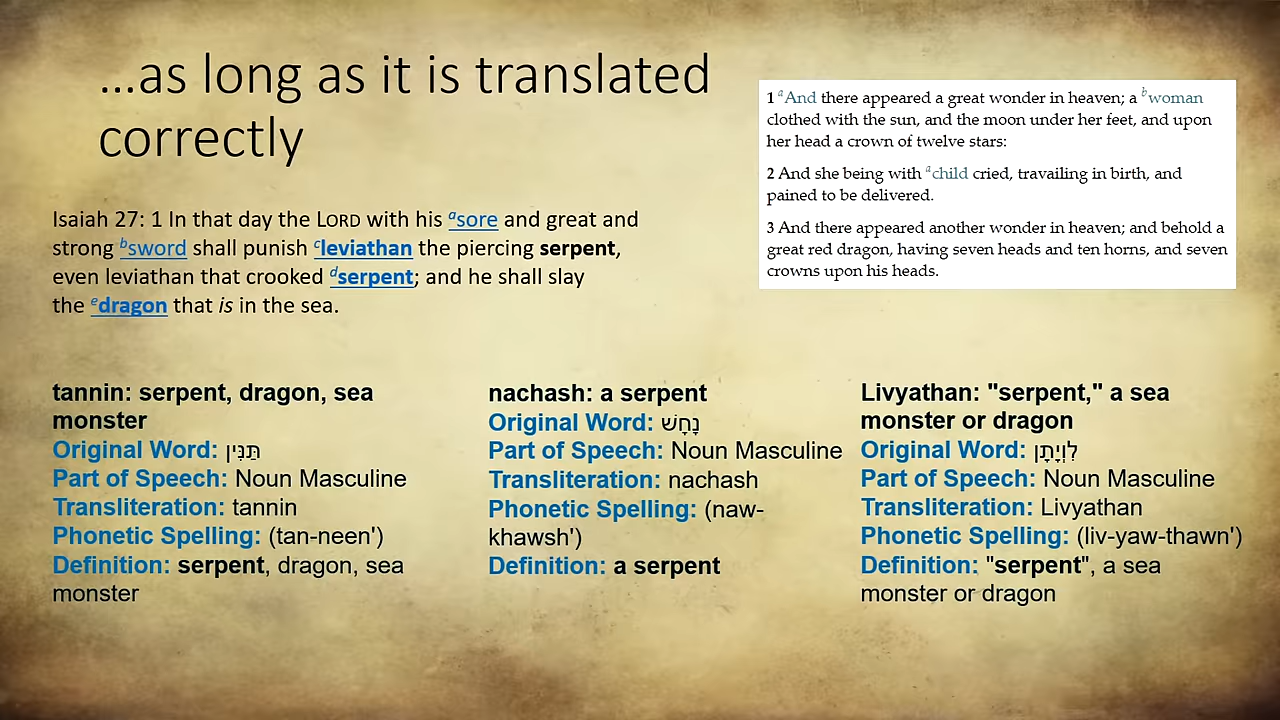 ...as long as it is translated
correctly
1 aAnd there appeared a great wonder in heaven; a bwoman
clothed with the sun, and the moon under her feet, and upon
her head a crown of twelve stars:
2 And she being with achild cried, travailing in birth, and
pained to be delivered.
3 And there appeared another wonder in heaven; and behold a
great red dragon, having seven heads and ten horns, and seven
crowns upon his heads.
Isaiah 27: 1 In that day the LORD with his asore and great and
strong bsword shall punish cleviathan the piercing serpent,
even leviathan that crooked dserpent; and he shall slay
the edragon that is in the sea.
tannin: serpent, dragon, sea
monster
Original Word: תַּנִּין
Part of Speech: Noun Masculine
Transliteration: tannin
Phonetic Spelling: (tan-neen')
Definition: serpent, dragon, sea
monster
nachash: a serpent
Original Word: נָחָשׁ
Part of Speech: Noun Masculine
Transliteration: nachash
Phonetic Spelling: (naw-
khawsh')
Definition: a serpent
Livyathan: "serpent," a sea
monster or dragon
Original Word: לִוְיָתָן
Part of Speech: Noun Masculine
Transliteration: Livyathan
Phonetic Spelling: (liv-yaw-thawn')
Definition: "serpent", a sea
monster or dragon